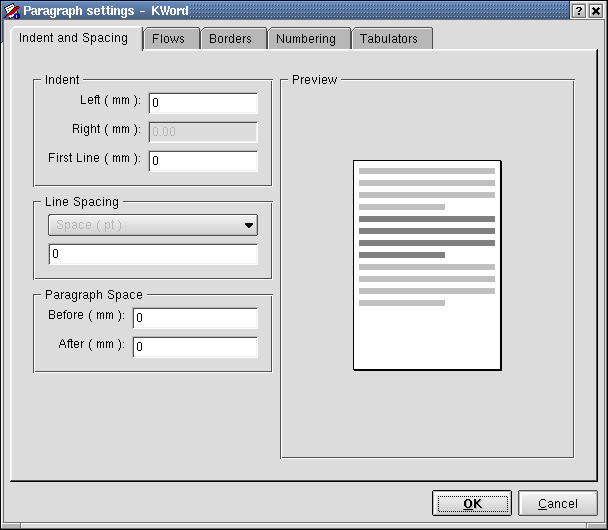 Paragraph settings - KWord
Indent and Spacing Flows Borders Numbering Tabulators
Indent
Left ( mm ): 0
Right ( mm ): 0.00
First Line ( mm ): 0
Line Spacing
Space ( pt )
0
Paragraph Space
Before ( mm ): 0
After ( mm ): 0
Preview
OK Cancel